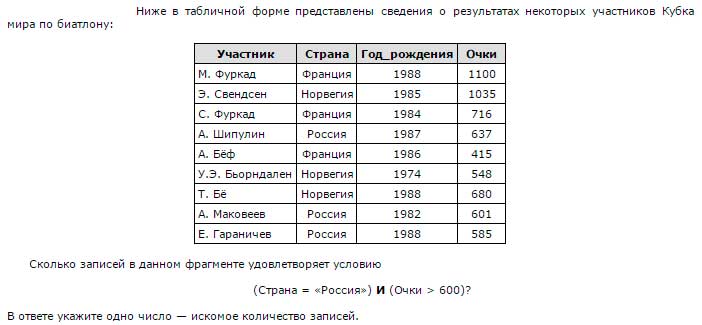 Ниже в табличной форме представлены сведения о результатах некоторых участников Кубка
мира по биатлону:
Участник Страна Год_рождения Очки
М. Фуркад Франция 1988 1100
Э. Свендсен Норвегия 1985 1035
С. Фуркад Франция 1984 716
А. Шипулин Россия 1987 637
А. Бёф Франция 1986 415
У.Э. Бьорндален Норвегия 1974 548
Т. Бё Норвегия 1988 680
А. Маковеев Россия 1982 601
Е. Гараничев Россия 1988 585
Сколько записей в данном фрагменте удовлетворяет условию
(Страна = «Россия») И (Очки > 600)?
В ответе укажите одно число — искомое количество записей.